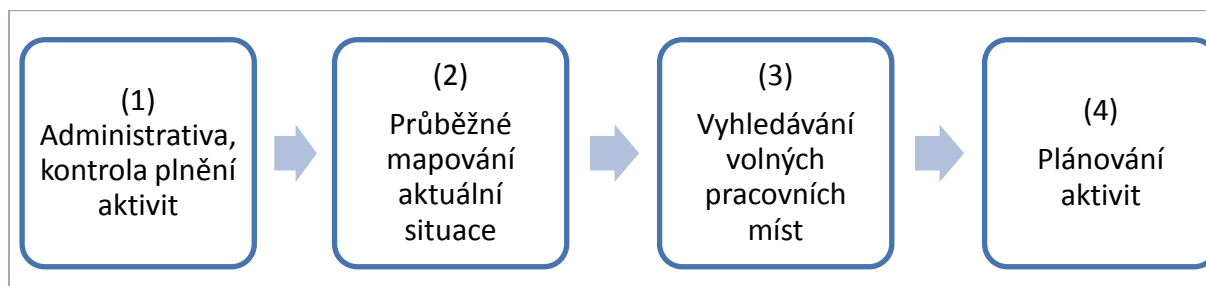 (1)
Administrativa,
kontrola plnění
aktivit
(2)
Průběžné
mapování
aktuální
situace
(3)
Vyhledávání
volných
pracovních
míst
(4)
Plánování
aktivit